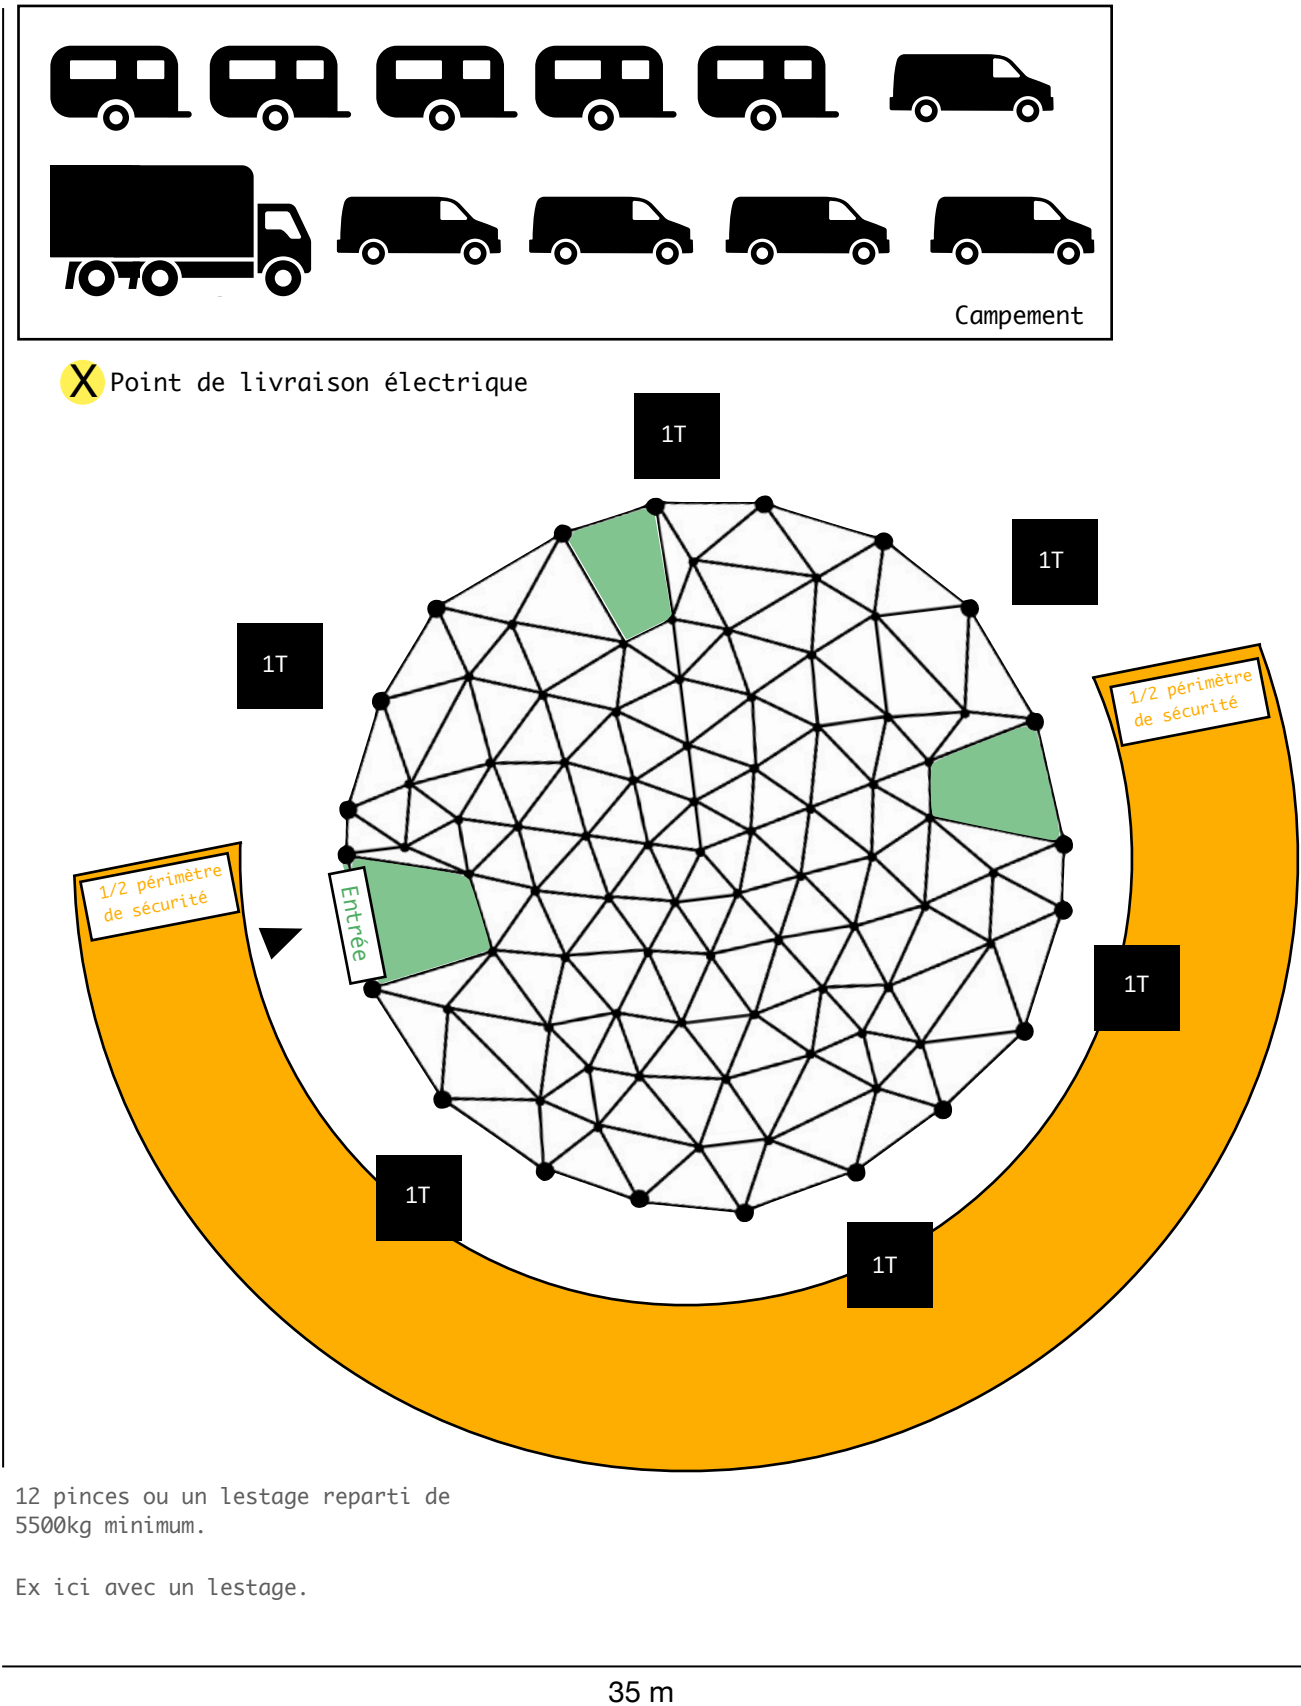 Campement
X Point de livraison électrique
1T
1T
1T
1/2 périmètre
de sécurité
1/2 périmètre
de sécurité
Entrée
1T
1T
1T
12 pinces ou un lestage reparti de
5500kg minimum.
Ex ici avec un lestage.
35 m